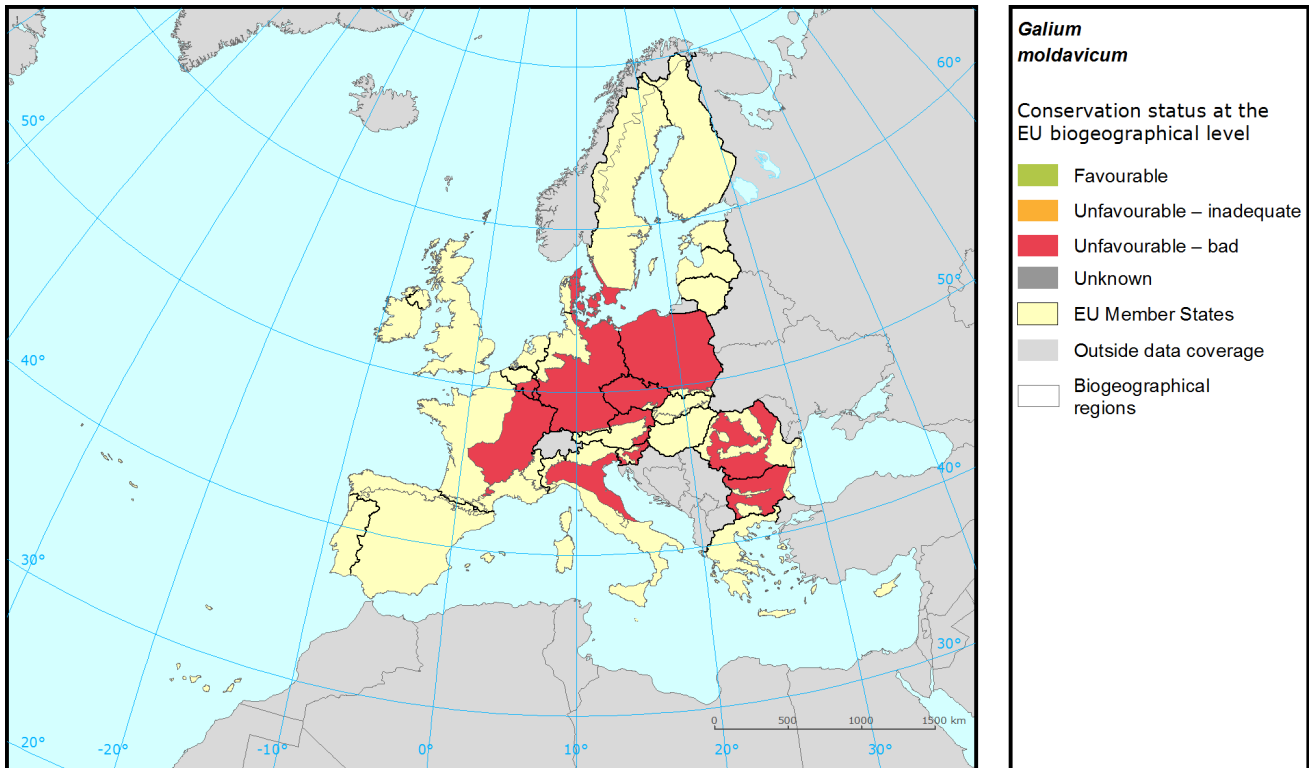 Galium
moldavicum
Conservation status at the
EU biogeographical level
Favourable
Unfavourable – inadequate
Unfavourable – bad
Unknown
EU Member States
Outside data coverage
Biogeographical
regions
60°
50°
50°
40°
40°
30°
30°
0 500 1000 1500 km
20° -20° -10° 0° 10° 20° 30°